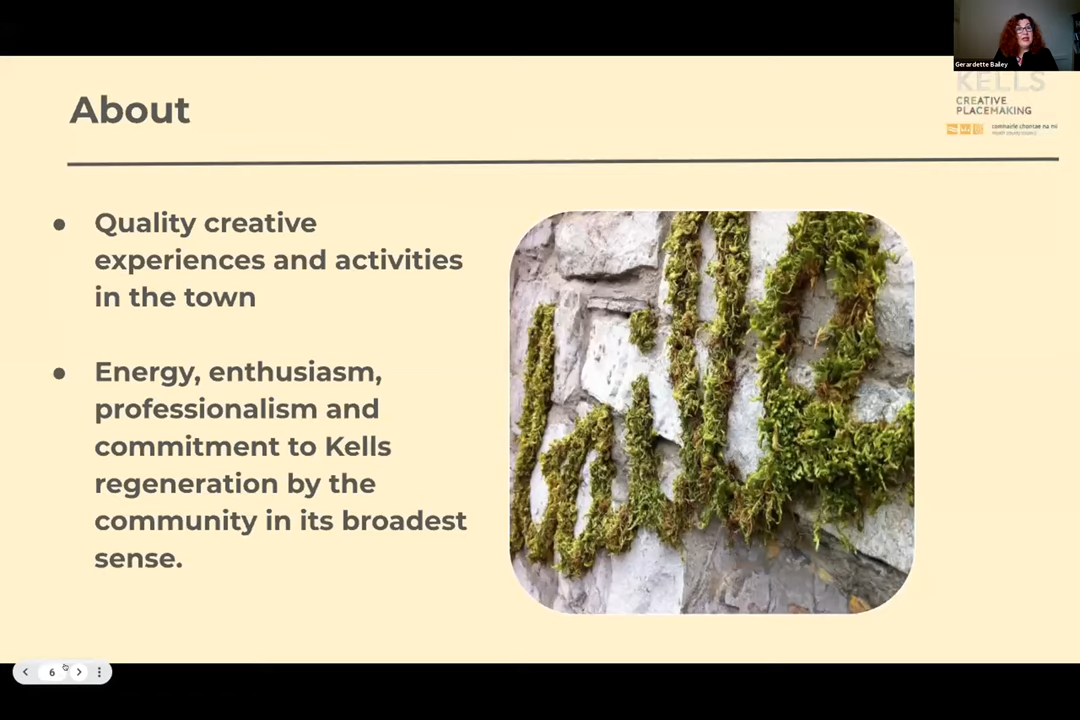 Gerardette Bailey
KELLS
CREATIVE
PLACEMAKING
comhairle chontae na mí
meath county council
About
Quality creative
experiences and activities
in the town
Energy, enthusiasm,
professionalism and
commitment to Kells
regeneration by the
community in its broadest
sense.
6